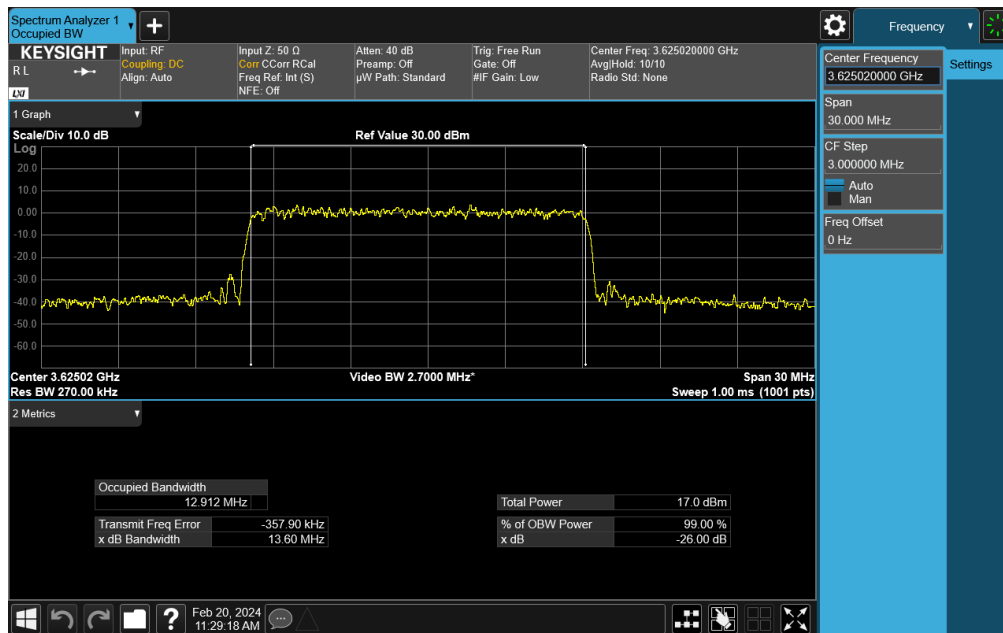 Spectrum Analyzer 1
Occupied BW
KEYSIGHT
R L
LXI
Input: RF
Coupling: DC
Align: Auto
Input Z: 50 Ω
Corr CCorr RCal
Freq Ref: Int (S)
NFE: Off
Atten: 40 dB
Preamp: Off
µW Path: Standard
Trig: Free Run
Gate: Off
#IF Gain: Low
Center Freq: 3.625020000 GHz
Avg|Hold: 10/10
Radio Std: None
1 Graph
Scale/Div 10.0 dB
Ref Value 30.00 dBm
Log
20.0
10.0
0.00
-10.0
-20.0
-30.0
-40.0
-50.0
-60.0
Center 3.62502 GHz
Video BW 2.7000 MHz*
Span 30 MHz
Res BW 270.00 kHz
Sweep 1.00 ms (1001 pts)
2 Metrics
Occupied Bandwidth
12.912 MHz
Total Power 17.0 dBm
Transmit Freq Error -357.90 kHz
% of OBW Power 99.00 %
x dB Bandwidth 13.60 MHz
x dB -26.00 dB
?
Feb 20, 2024
11:29:18 AM
Frequency
Settings
Center Frequency
3.625020000 GHz
Span
30.000 MHz
CF Step
3.000000 MHz
Auto
Man
Freq Offset
0 Hz